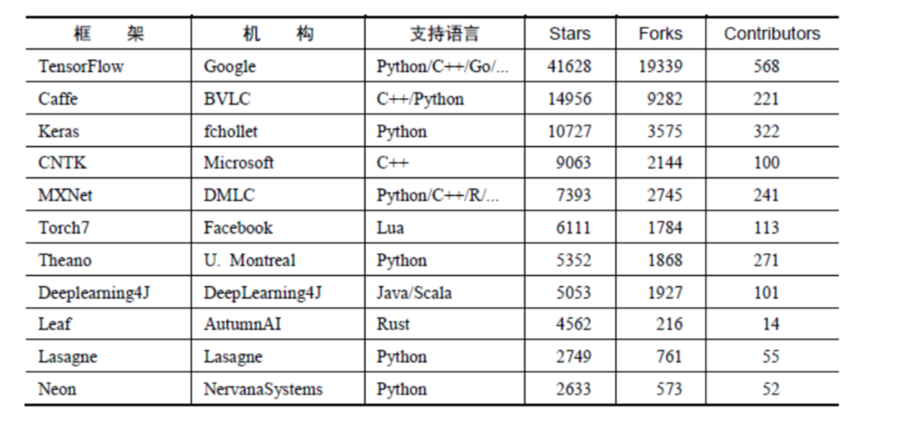 框 架 机 构 支持语言 Stars Forks Contributors
TensorFlow Google Python/C++/Go/... 41628 19339 568
Caffe BVLC C++/Python 14956 9282 221
Keras fchollet Python 10727 3575 322
CNTK Microsoft C++ 9063 2144 100
MXNet DMLC Python/C++/R/... 7393 2745 241
Torch7 Facebook Lua 6111 1784 113
Theano U. Montreal Python 5352 1868 271
Deeplearning4J DeepLearning4J Java/Scala 5053 1927 101
Leaf AutumnAI Rust 4562 216 14
Lasagne Lasagne Python 2749 761 55
Neon NervanaSystems Python 2633 573 52